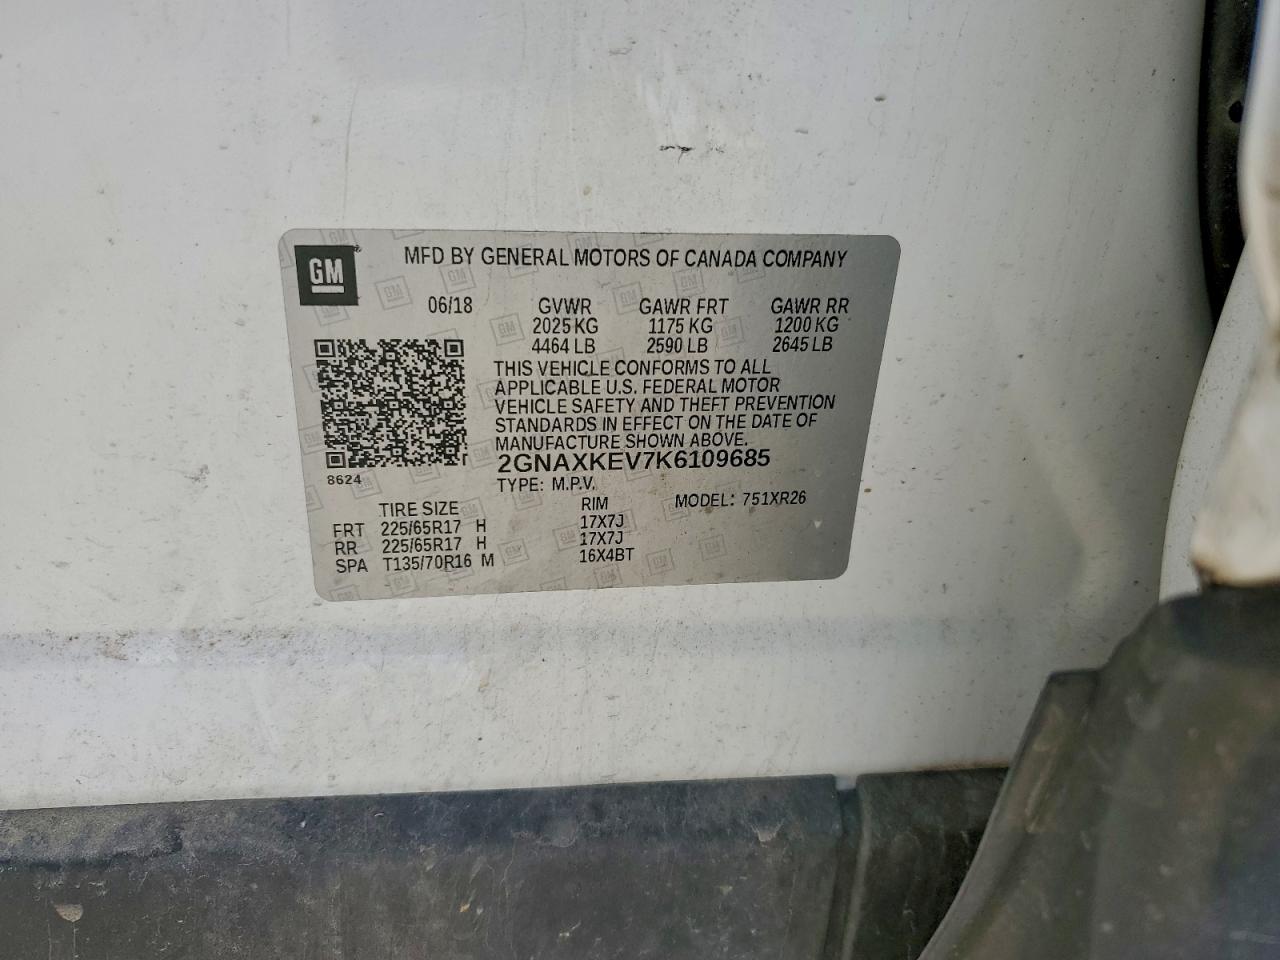 GM
MFD BY GENERAL MOTORS OF CANADA COMPANY
06/18 GVWR GAWR FRT GAWR RR
2025 KG 1175 KG 1200 KG
4464 LB 2590 LB 2645 LB
THIS VEHICLE CONFORMS TO ALL
APPLICABLE U.S. FEDERAL MOTOR
VEHICLE SAFETY AND THEFT PREVENTION
STANDARDS IN EFFECT ON THE DATE OF
MANUFACTURE SHOWN ABOVE.
2GNAXKEV7K6109685
8624
TYPE: M.P.V.
TIRE SIZE RIM MODEL: 751XR26
FRT 225/65R17 H 17X7J
RR 225/65R17 H 17X7J
SPA T135/70R16 M 16X4BT